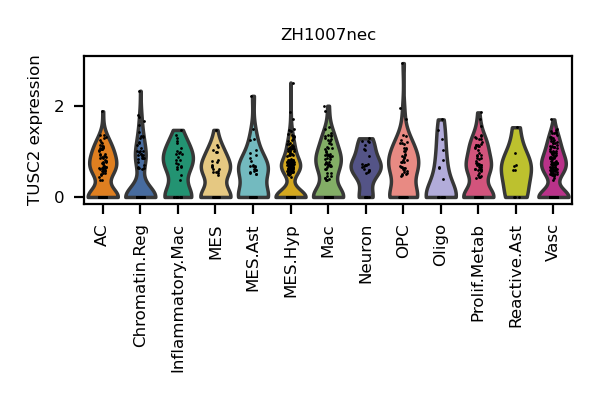 ZH1007nec
TUSC2 expression
2
0
AC
Chromatin.Reg
Inflammatory.Mac
MES
MES.Ast
MES.Hyp
Mac
Neuron
OPC
Oligo
Prolif.Metab
Reactive.Ast
Vasc